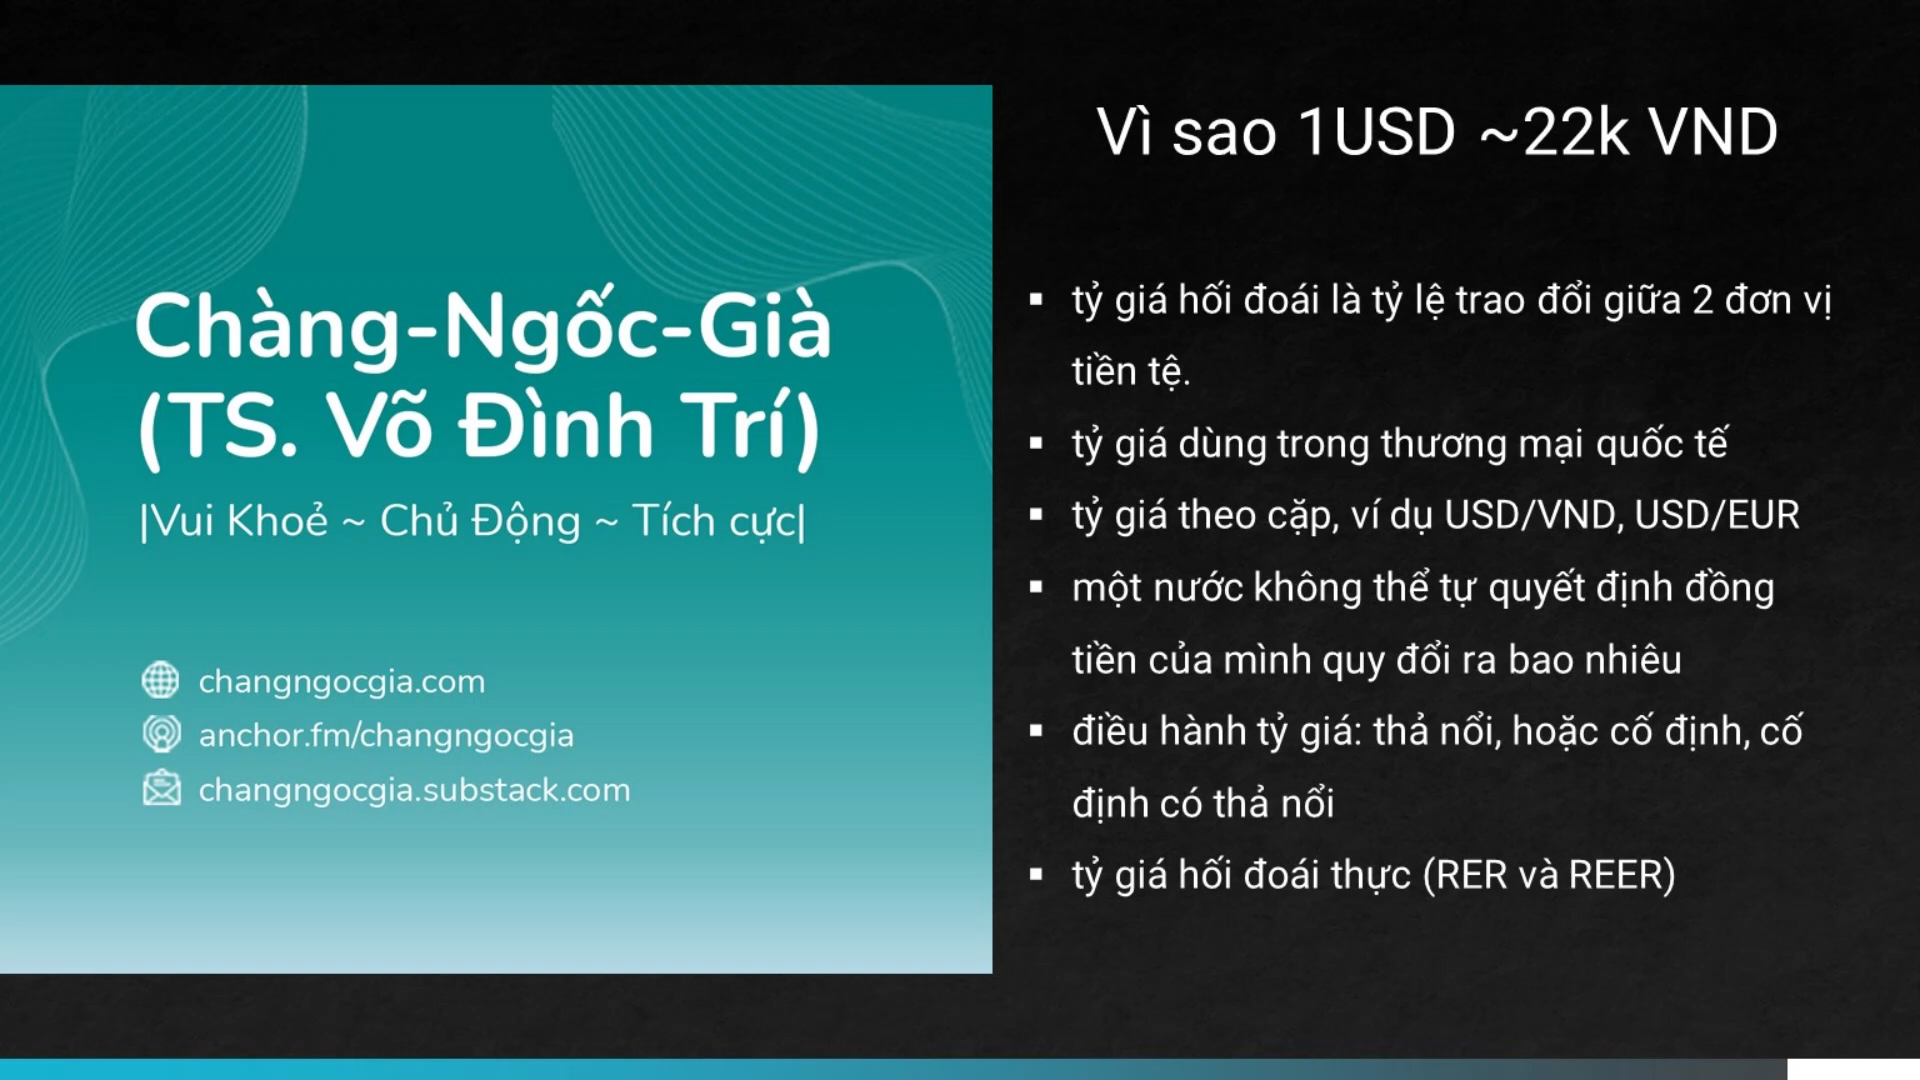 Chàng-Ngốc-Già
(TS. Võ Đình Trí)
|Vui Khoẻ ~ Chủ Động ~ Tích cực|
changngocgia.com
anchor.fm/changngocgia
changngocgia.substack.com
Vì sao 1USD ~22k VND
▪ tỷ giá hối đoái là tỷ lệ trao đổi giữa 2 đơn vị
tiền tệ.
▪ tỷ giá dùng trong thương mại quốc tế
▪ tỷ giá theo cặp, ví dụ USD/VND, USD/EUR
▪ một nước không thể tự quyết định đồng
tiền của mình quy đổi ra bao nhiêu
▪ điều hành tỷ giá: thả nổi, hoặc cố định, cố
định có thả nổi
▪ tỷ giá hối đoái thực (RER và REER)